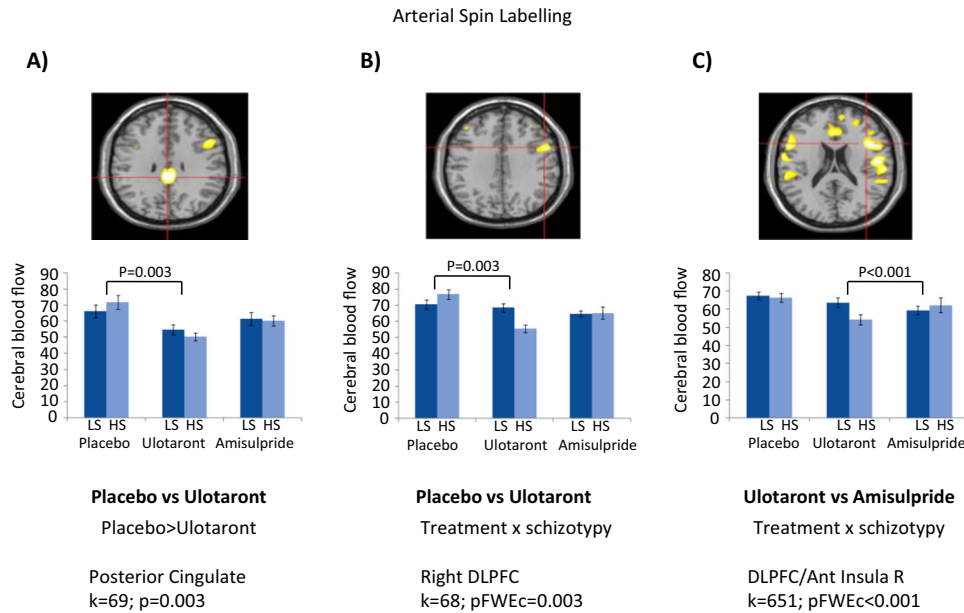 Arterial Spin Labelling
A)
P=0.003
Cerebral blood flow
90
80
70
60
50
40
30
20
10
0
LS HS LS HS LS HS
Placebo Ulotaront Amisulpride
Placebo vs Ulotaront
Placebo>Ulotaront
Posterior Cingulate
k=69; p=0.003
B)
P=0.003
Cerebral blood flow
90
80
70
60
50
40
30
20
10
0
LS HS LS HS LS HS
Placebo Ulotaront Amisulpride
Placebo vs Ulotaront
Treatment x schizotypy
Right DLPFC
k=68; pFWEc=0.003
C)
P<0.001
Cerebral blood flow
80
70
60
50
40
30
20
10
0
LS HS LS HS LS HS
Placebo Ulotaront Amisulpride
Ulotaront vs Amisulpride
Treatment x schizotypy
DLPFC/Ant Insula R
k=651; pFWEc<0.001